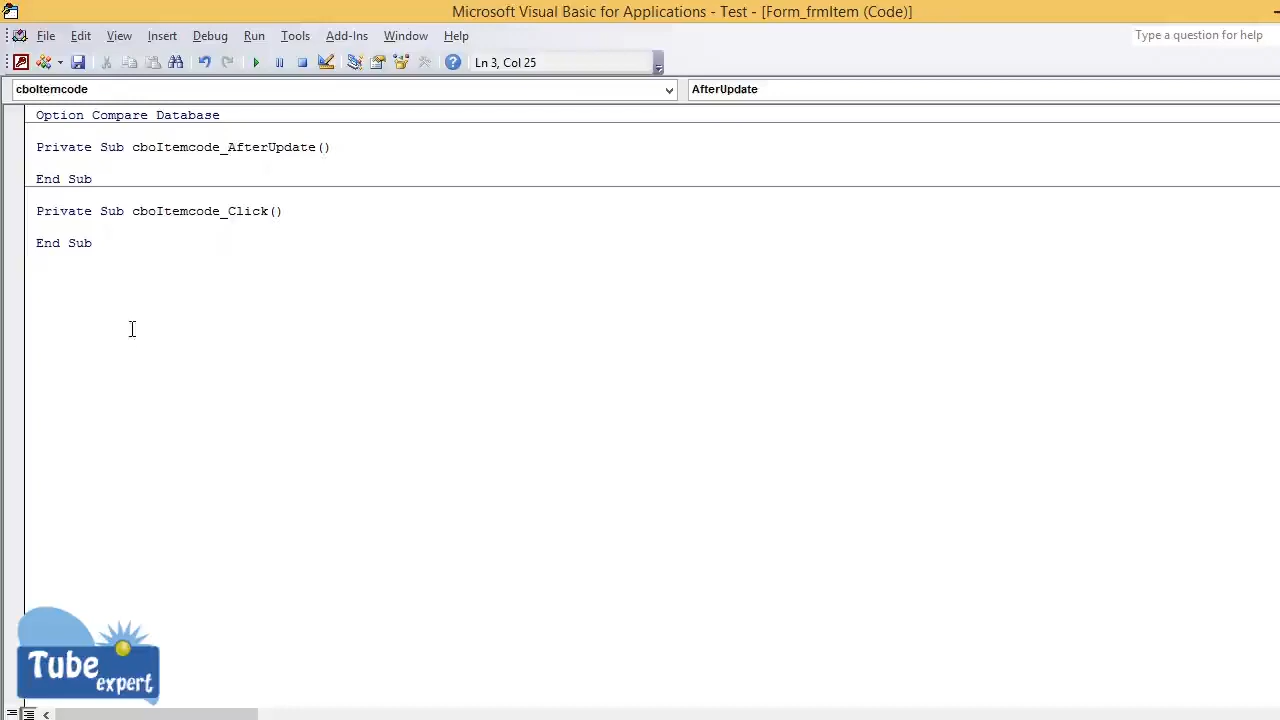 Microsoft Visual Basic for Applications - Test - [Form_frmItem (Code)]
File Edit View Insert Debug Run Tools Add-Ins Window Help Type a question for help
Ln 3, Col 25
cboItemcode AfterUpdate
Option Compare Database
Private Sub cboItemcode_AfterUpdate()
End Sub
Private Sub cboItemcode_Click()
End Sub
Tube
expert